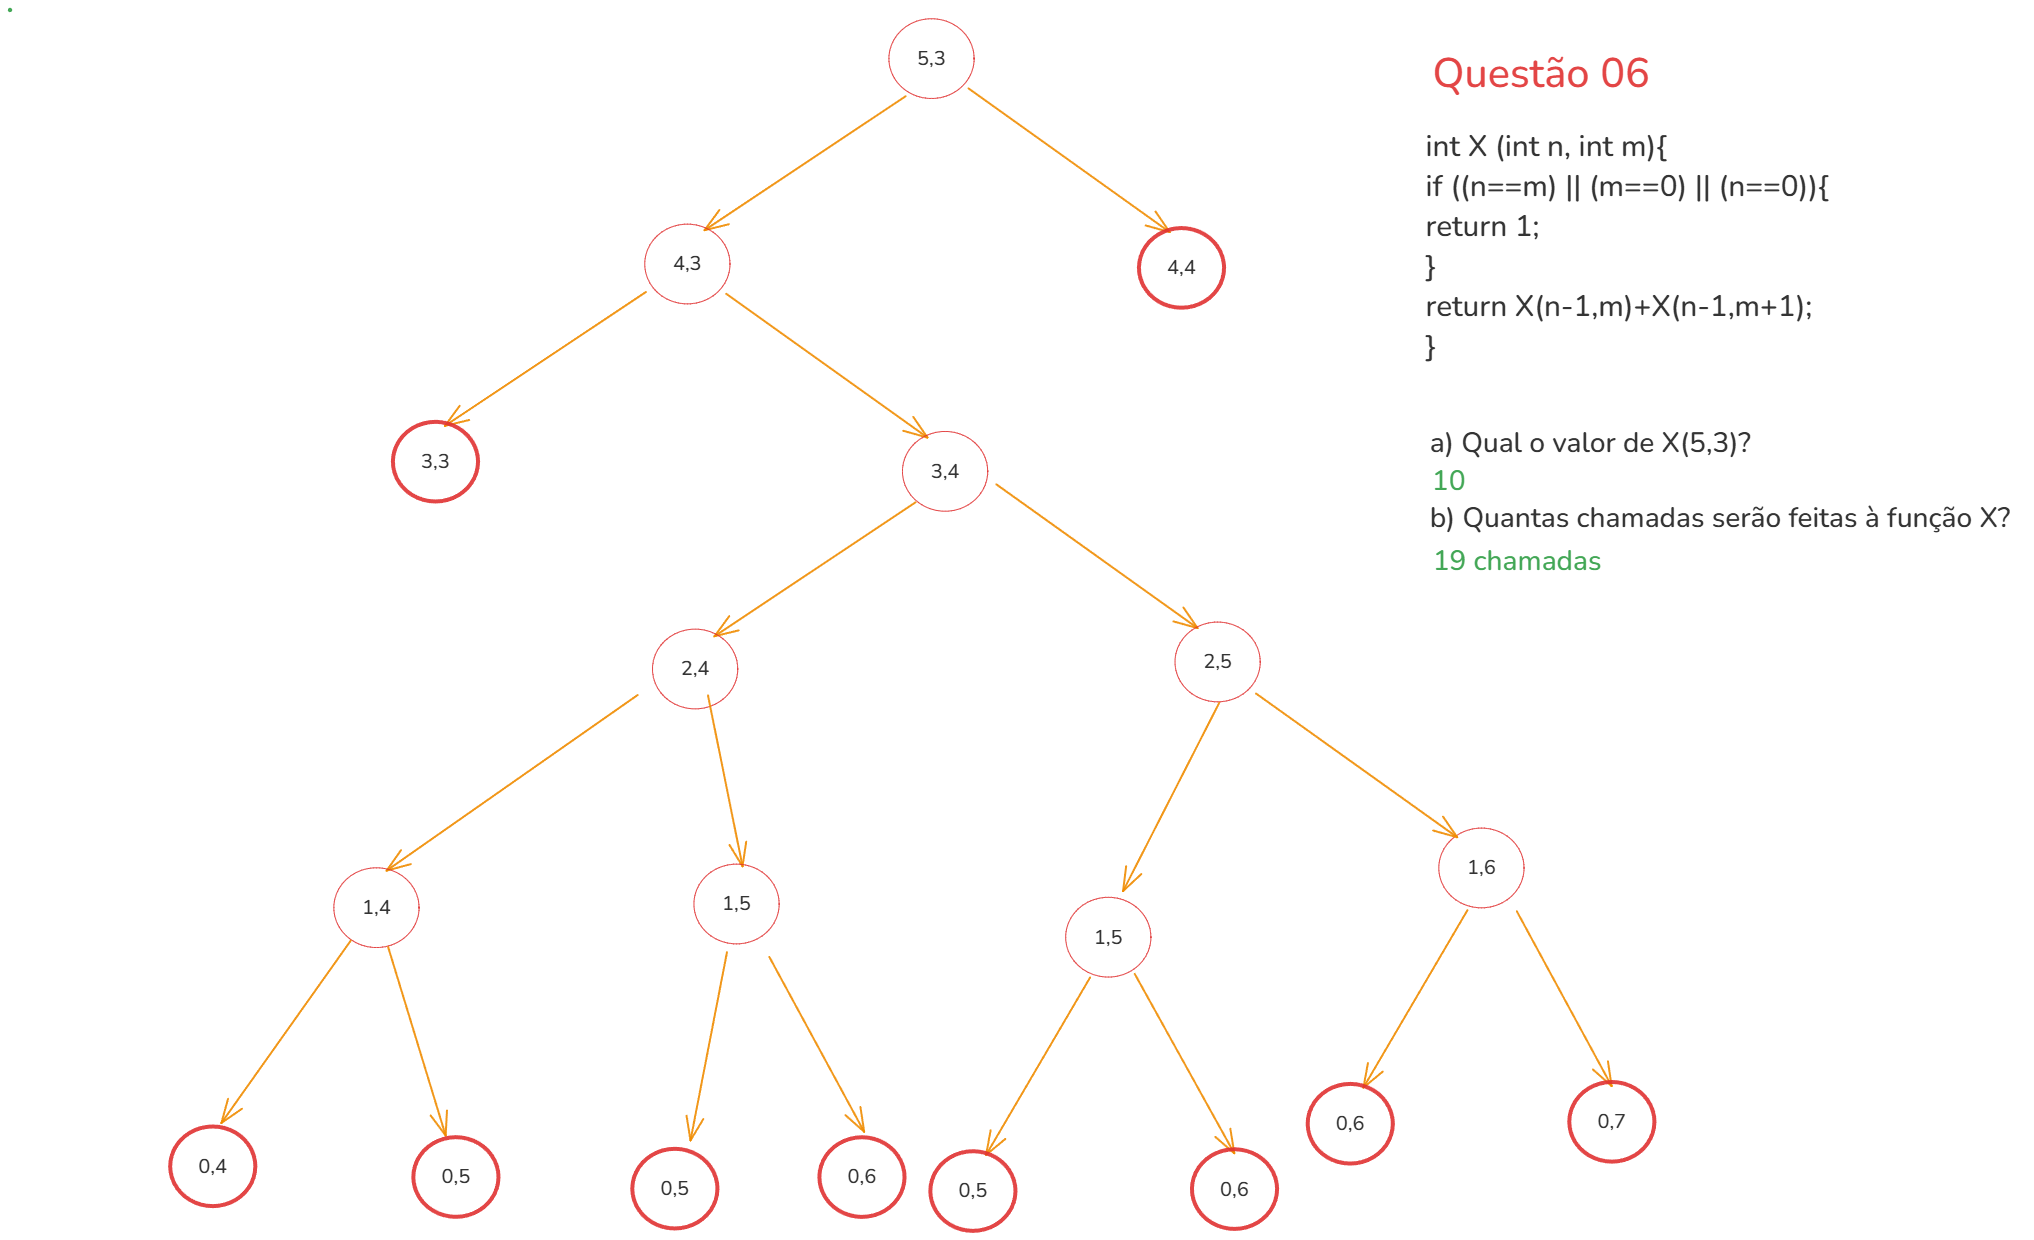 5,3
Questão 06
int X (int n, int m){
if ((n==m) || (m==0) || (n==0)){
return 1;
}
return X(n-1,m)+X(n-1,m+1);
}
a) Qual o valor de X(5,3)?
10
b) Quantas chamadas serão feitas à função X?
19 chamadas
4,3
4,4
3,3
3,4
2,4
2,5
1,4
1,5
1,5
1,6
0,4
0,5
0,5
0,6
0,5
0,6
0,6
0,7